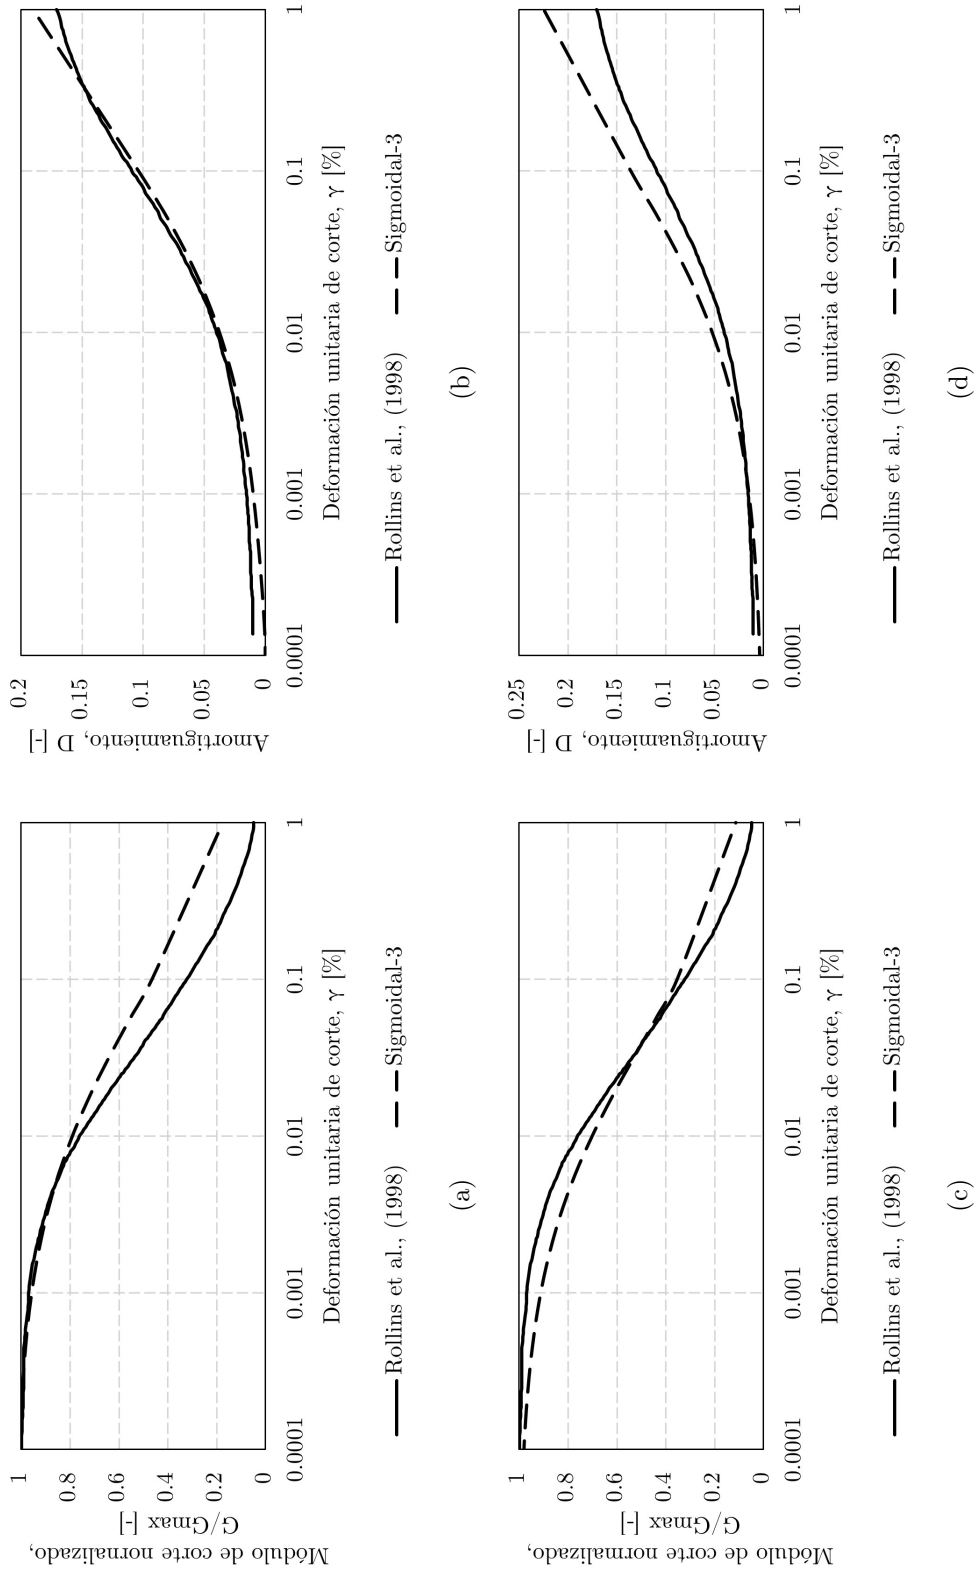 Módulo de corte normalizado,
G/Gmax [-]
1
0.8
0.6
0.4
0.2
0
0.0001
0.001
0.01
0.1
1
Deformación unitaria de corte, γ [%]
Rollins et al., (1998)
Sigmoidal-3
(a)
Amortiguamiento, D [-]
0.2
0.15
0.1
0.05
0
0.0001
0.001
0.01
0.1
1
Deformación unitaria de corte, γ [%]
Rollins et al., (1998)
Sigmoidal-3
(b)
Módulo de corte normalizado,
G/Gmax [-]
1
0.8
0.6
0.4
0.2
0
0.0001
0.001
0.01
0.1
1
Deformación unitaria de corte, γ [%]
Rollins et al., (1998)
Sigmoidal-3
(c)
Amortiguamiento, D [-]
0.25
0.2
0.15
0.1
0.05
0
0.0001
0.001
0.01
0.1
1
Deformación unitaria de corte, γ [%]
Rollins et al., (1998)
Sigmoidal-3
(d)